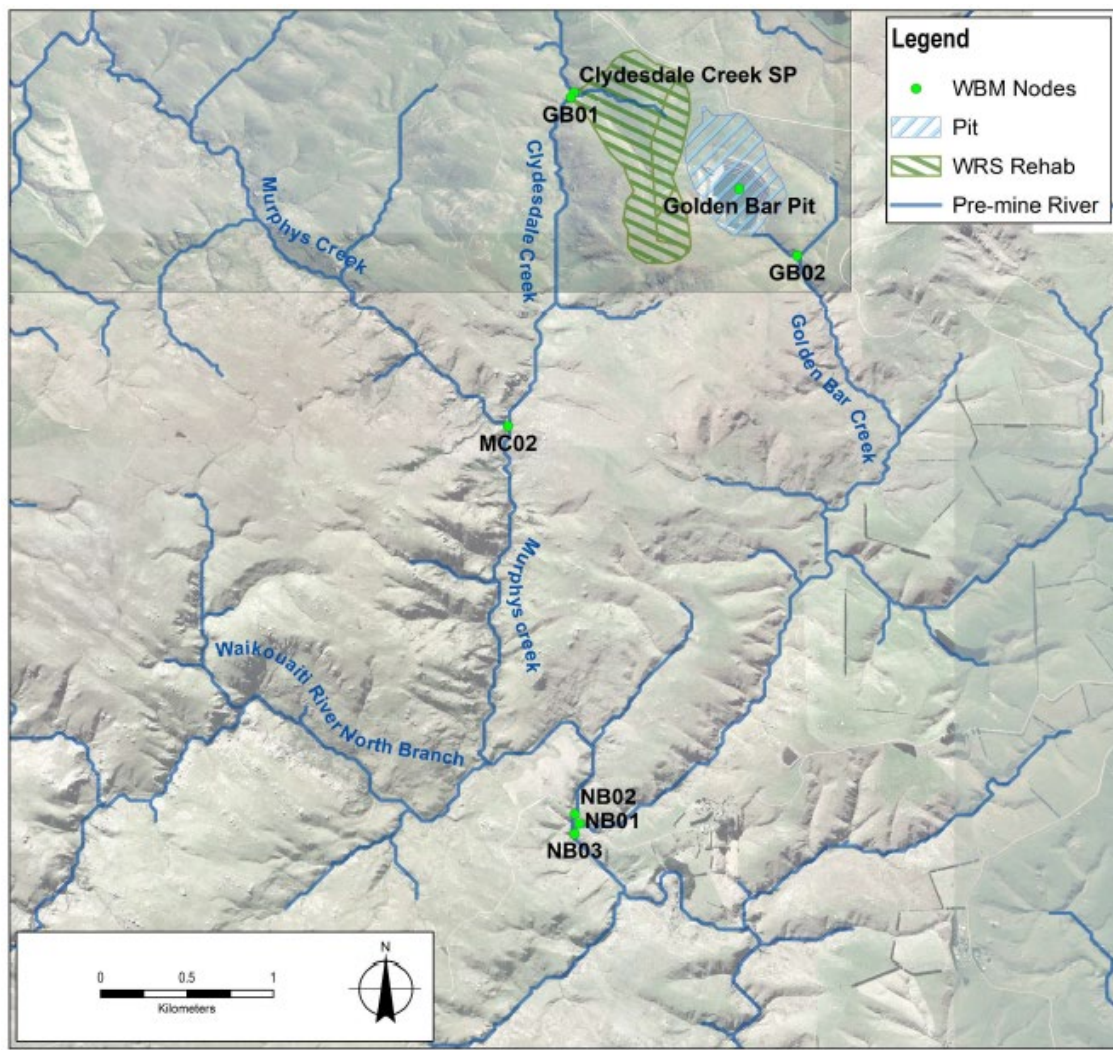 Legend
WBM Nodes
Pit
WRS Rehab
Pre-mine River
Clydesdale Creek SP
GB01
Clydesdale Creek
Murphys Creek
Golden Bar Pit
GB02
Golden Bar Creek
MC02
Murphys creek
Waikouaiti River North Branch
NB02
NB01
NB03
0 0.5 1
Kilometers
N